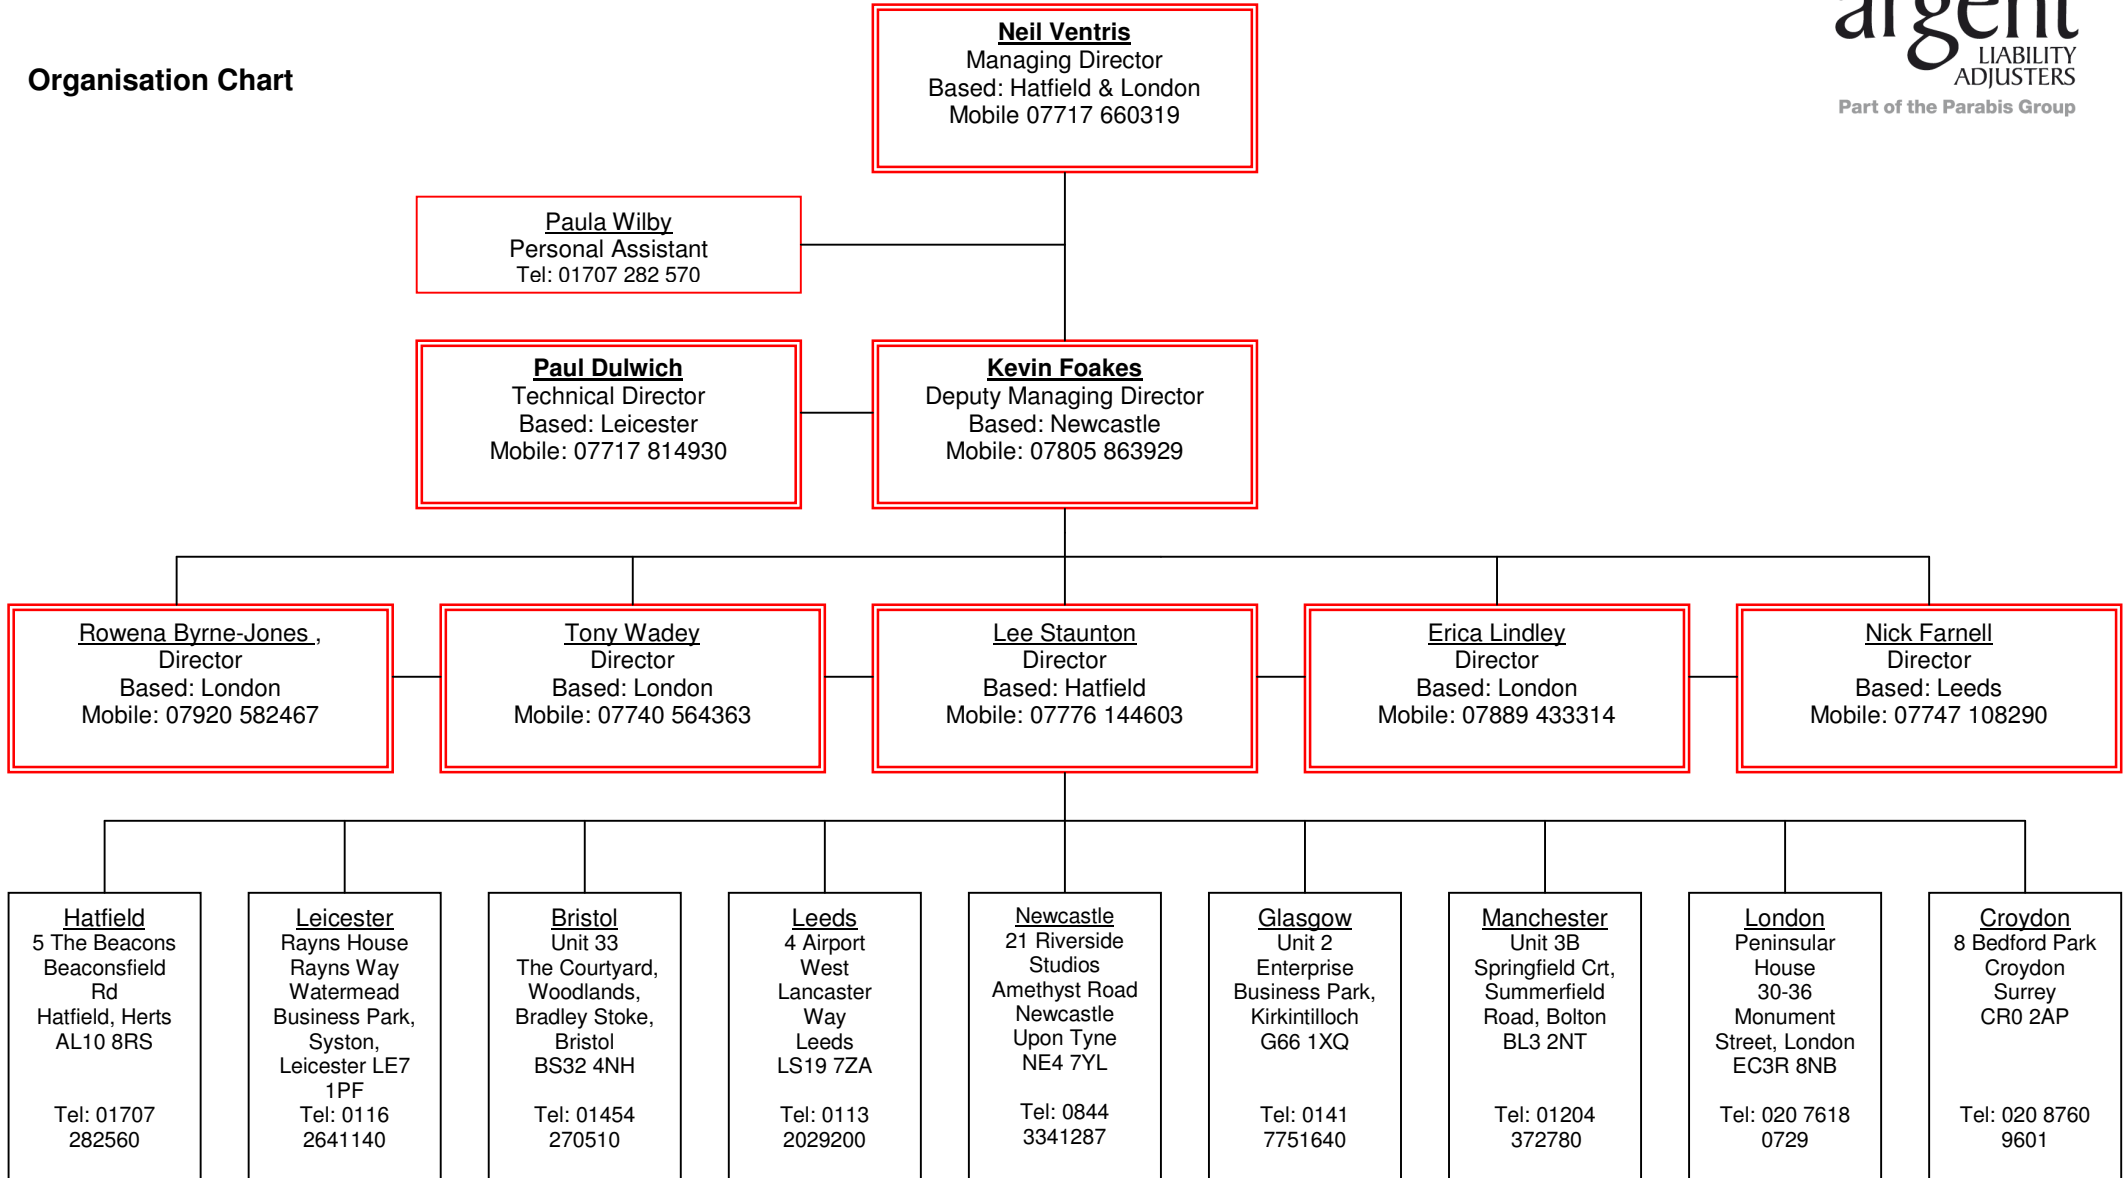 Organisation Chart
argent
LIABILITY
ADJUSTERS
Part of the Parabis Group
Neil Ventris
Managing Director
Based: Hatfield & London
Mobile 07717 660319
Paula Wilby
Personal Assistant
Tel: 01707 282 570
Paul Dulwich
Technical Director
Based: Leicester
Mobile: 07717 814930
Kevin Foakes
Deputy Managing Director
Based: Newcastle
Mobile: 07805 863929
Rowena Byrne-Jones ,
Director
Based: London
Mobile: 07920 582467
Tony Wadey
Director
Based: London
Mobile: 07740 564363
Lee Staunton
Director
Based: Hatfield
Mobile: 07776 144603
Erica Lindley
Director
Based: London
Mobile: 07889 433314
Nick Farnell
Director
Based: Leeds
Mobile: 07747 108290
Hatfield
5 The Beacons
Beaconsfield
Rd
Hatfield, Herts
AL10 8RS
Tel: 01707
282560
Leicester
Rayns House
Rayns Way
Watermead
Business Park,
Syston,
Leicester LE7
1PF
Tel: 0116
2641140
Bristol
Unit 33
The Courtyard,
Woodlands,
Bradley Stoke,
Bristol
BS32 4NH
Tel: 01454
270510
Leeds
4 Airport
West
Lancaster
Way
Leeds
LS19 7ZA
Tel: 0113
2029200
Newcastle
21 Riverside
Studios
Amethyst Road
Newcastle
Upon Tyne
NE4 7YL
Tel: 0844
3341287
Glasgow
Unit 2
Enterprise
Business Park,
Kirkintilloch
G66 1XQ
Tel: 0141
7751640
Manchester
Unit 3B
Springfield Crt,
Summerfield
Road, Bolton
BL3 2NT
Tel: 01204
372780
London
Peninsular
House
30-36
Monument
Street, London
EC3R 8NB
Tel: 020 7618
0729
Croydon
8 Bedford Park
Croydon
Surrey
CR0 2AP
Tel: 020 8760
9601